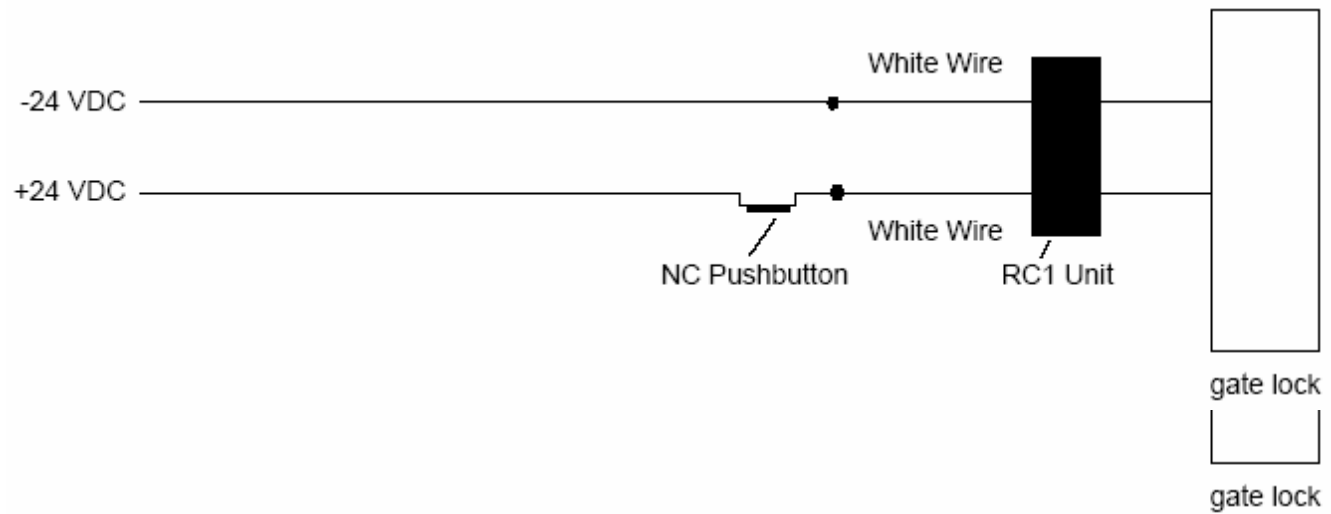 White Wire
-24 VDC
+24 VDC
White Wire
NC Pushbutton
RC1 Unit
gate lock
gate lock